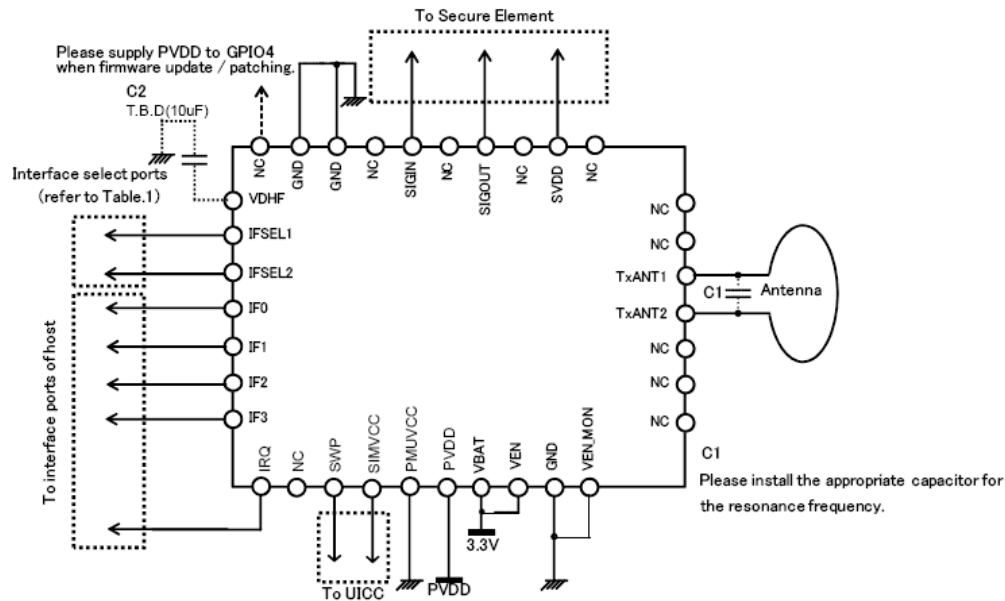 To Secure Element
Please supply PVDD to GPIO4
when firmware update / patching.
C2
T.B.D(10uF)
Interface select ports
(refer to Table.1)
To interface ports of host
NC
GND
GND
NC
SIGIN
NC
SIGOUT
NC
SVDD
NC
VDHF
IFSEL1
IFSEL2
IF0
IF1
IF2
IF3
NC
NC
TxANT1
TxANT2
NC
NC
NC
C1
Antenna
IRQ
NC
SWP
SIMVCC
PMUVCC
PVDD
VBAT
VEN
GND
VEN_MON
C1
Please install the appropriate capacitor for
the resonance frequency.
3.3V
To UICC
PVDD